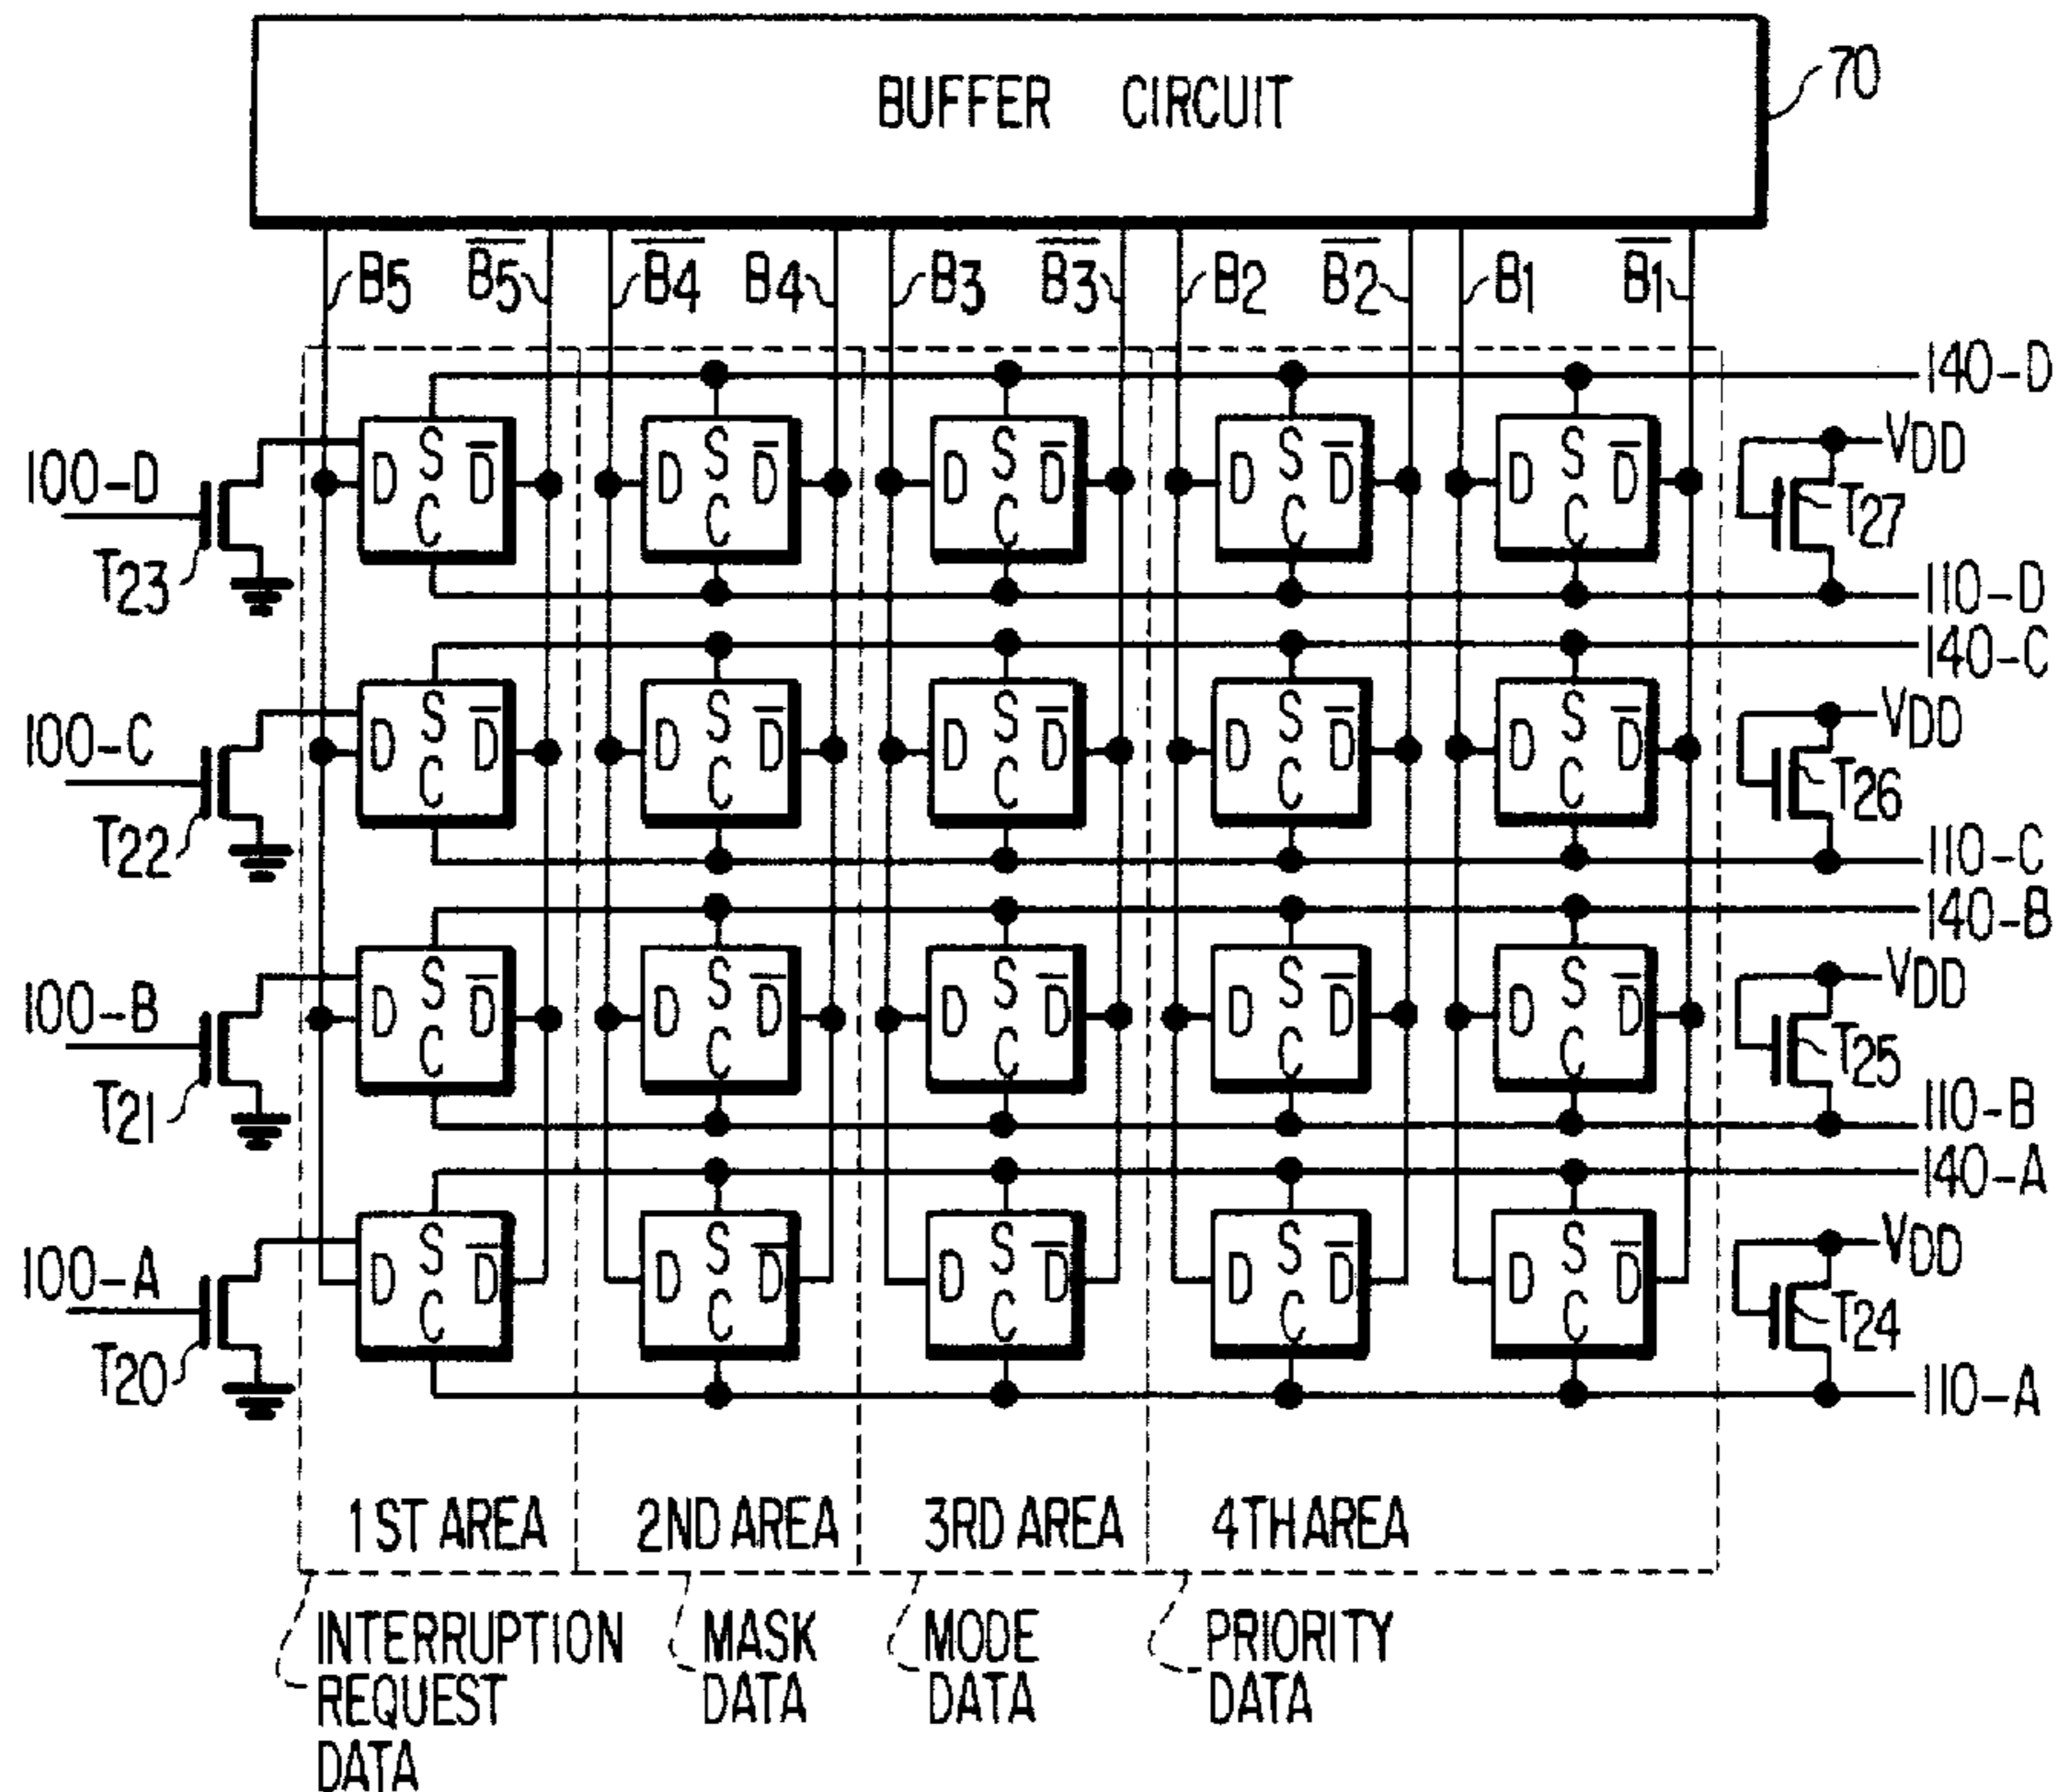 BUFFER CIRCUIT
70
B5 B̅5 B̅4 B4 B3 B̅3 B2 B̅2 B1 B̅1
140-D
100-D D S C D̅ D S C D̅ D S C D̅ D S C D̅ D S C D̅ VDD
T23 T27
110-D
140-C
100-C D S C D̅ D S C D̅ D S C D̅ D S C D̅ D S C D̅ VDD
T22 T26
110-C
140-B
100-B D S C D̅ D S C D̅ D S C D̅ D S C D̅ D S C D̅ VDD
T21 T25
110-B
140-A
100-A D S C D̅ D S C D̅ D S C D̅ D S C D̅ D S C D̅ VDD
T20 T24
110-A
1ST AREA 2ND AREA 3RD AREA 4TH AREA
INTERRUPTION
REQUEST
DATA
MASK
DATA
MODE
DATA
PRIORITY
DATA